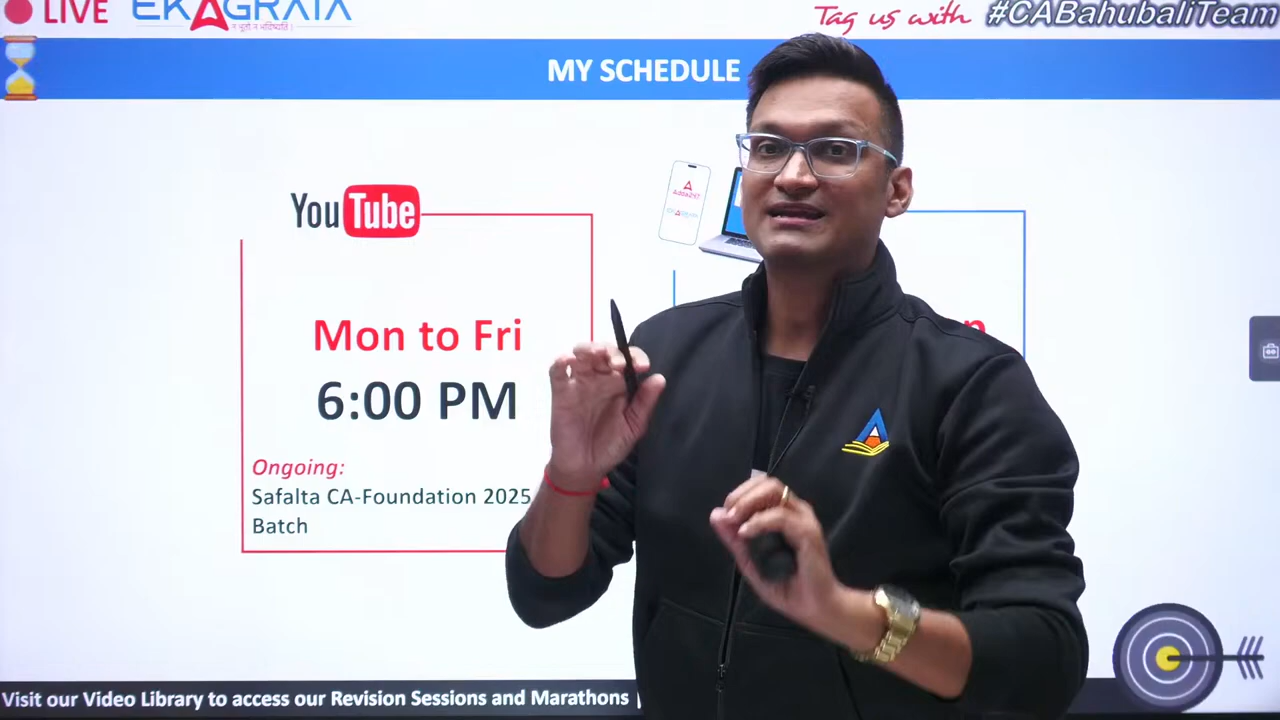 LIVE
EKAGRATA
Tag us with
#CABahubaliTeam
MY SCHEDULE
YouTube
Adda247
Mon to Fri
6:00 PM
Ongoing:
Safalta CA-Foundation 2025
Batch
Visit our Video Library to access our Revision Sessions and Marathons